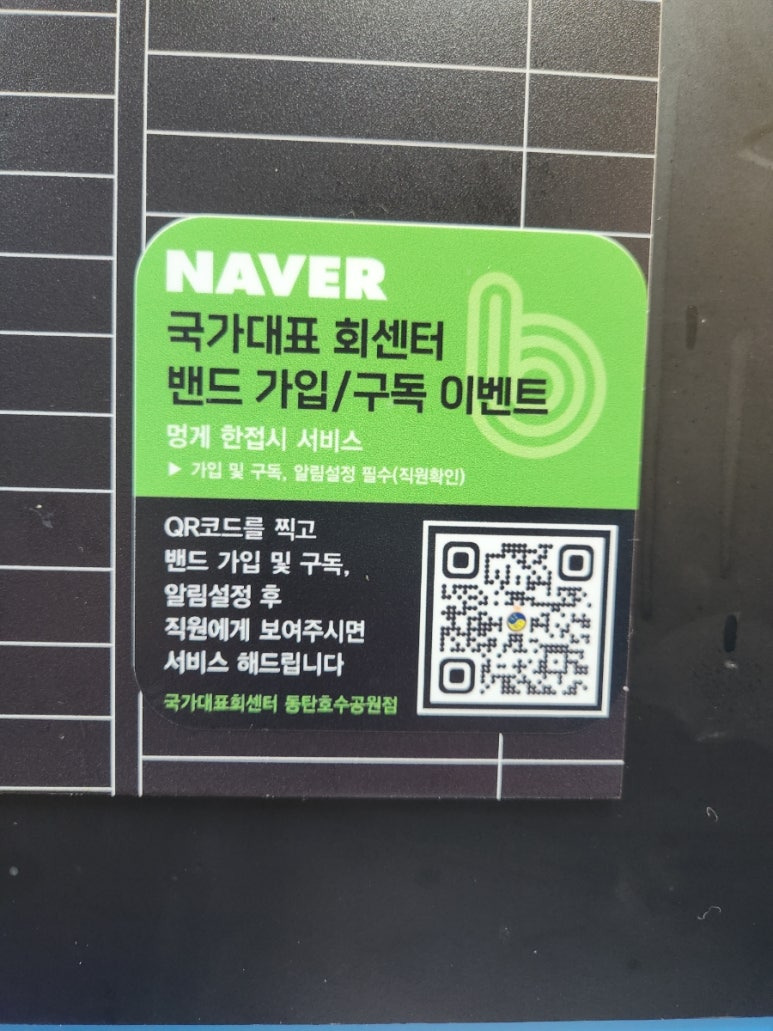 NAVER
국가대표 회센터
밴드 가입/구독 이벤트
멍게 한접시 서비스
▶ 가입 및 구독, 알림설정 필수(직원확인)
QR코드를 찍고
밴드 가입 및 구독,
알림설정 후
직원에게 보여주시면
서비스 해드립니다
국가대표회센터 동탄호수공원점